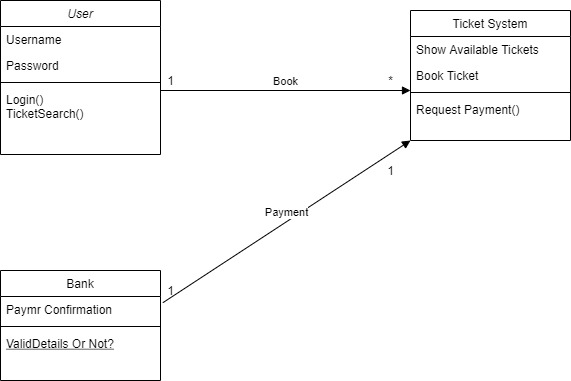 User
Username
Password
Login()
TicketSearch()
Ticket System
Show Available Tickets
Book Ticket
Request Payment()
1
Book
*
1
Payment
1
Bank
Paymr Confirmation
ValidDetails Or Not?